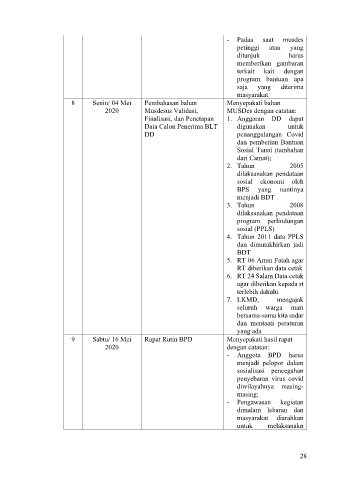 - Padaa saat musdes
petinggi atau yang
ditunjuk harus
memberikan gambaran
terkait kait dengan
program bantuan apa
saja yang diterima
masyarakat
8 Senin/ 04 Mei
2020
Pembahasan bahan
Musdesus Validasi,
Finalisasi, dan Penetapan
Data Calon Penerima BLT
DD
Menyepakati bahan
MUSDes dengan catatan:
1. Anggaran DD dapat
digunakan untuk
penanggulangan Covid
dan pemberian Bantuan
Sosial Tunai (tambahan
dari Camat);
2. Tahun 2005
dilaksanakan pendataan
sosial ekonomi oleh
BPS yang nantinya
menjadi BDT
3. Tahun 2008
dilaksanakan pendataan
program perlindungan
sosial (PPLS)
4. Tahun 2011 data PPLS
dan dimutakhirkan jadi
BDT
5. RT 06 Amin Fatah agar
RT diberikan data cetak
6. RT 24 Salam Data cetak
agar diberikan kepada rt
terlebih dahulu
7. LKMD, mengajak
seluruh warga mari
bersama-sama kita sadar
dan mentaati peraturan
yang ada
9 Sabtu/ 16 Mei
2020
Rapat Rutin BPD
Menyepakati hasil rapat
dengan catatan:
- Anggota BPD harus
menjadi pelopor dalam
sosialisasi pencegahan
penyebaran virus covid
diwilayahnya masing-
masing;
- Pengawasan kegiatan
dimalam lebaran dan
masyarakat diarahkan
untuk melaksanakn
28